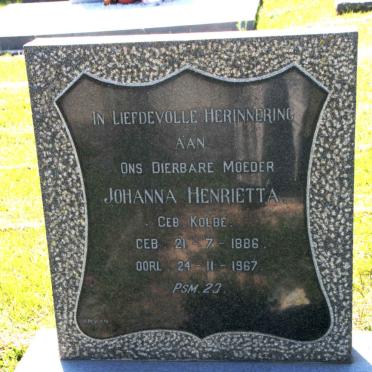 IN LIEFDEVOLLE HERINNERING
AAN
ONS DIERBARE MOEDER
JOHANNA HENRIETTA
GEB. KOLBE.
GEB. 21-7-1886.
OORL. 24-11-1967
PSM. 23